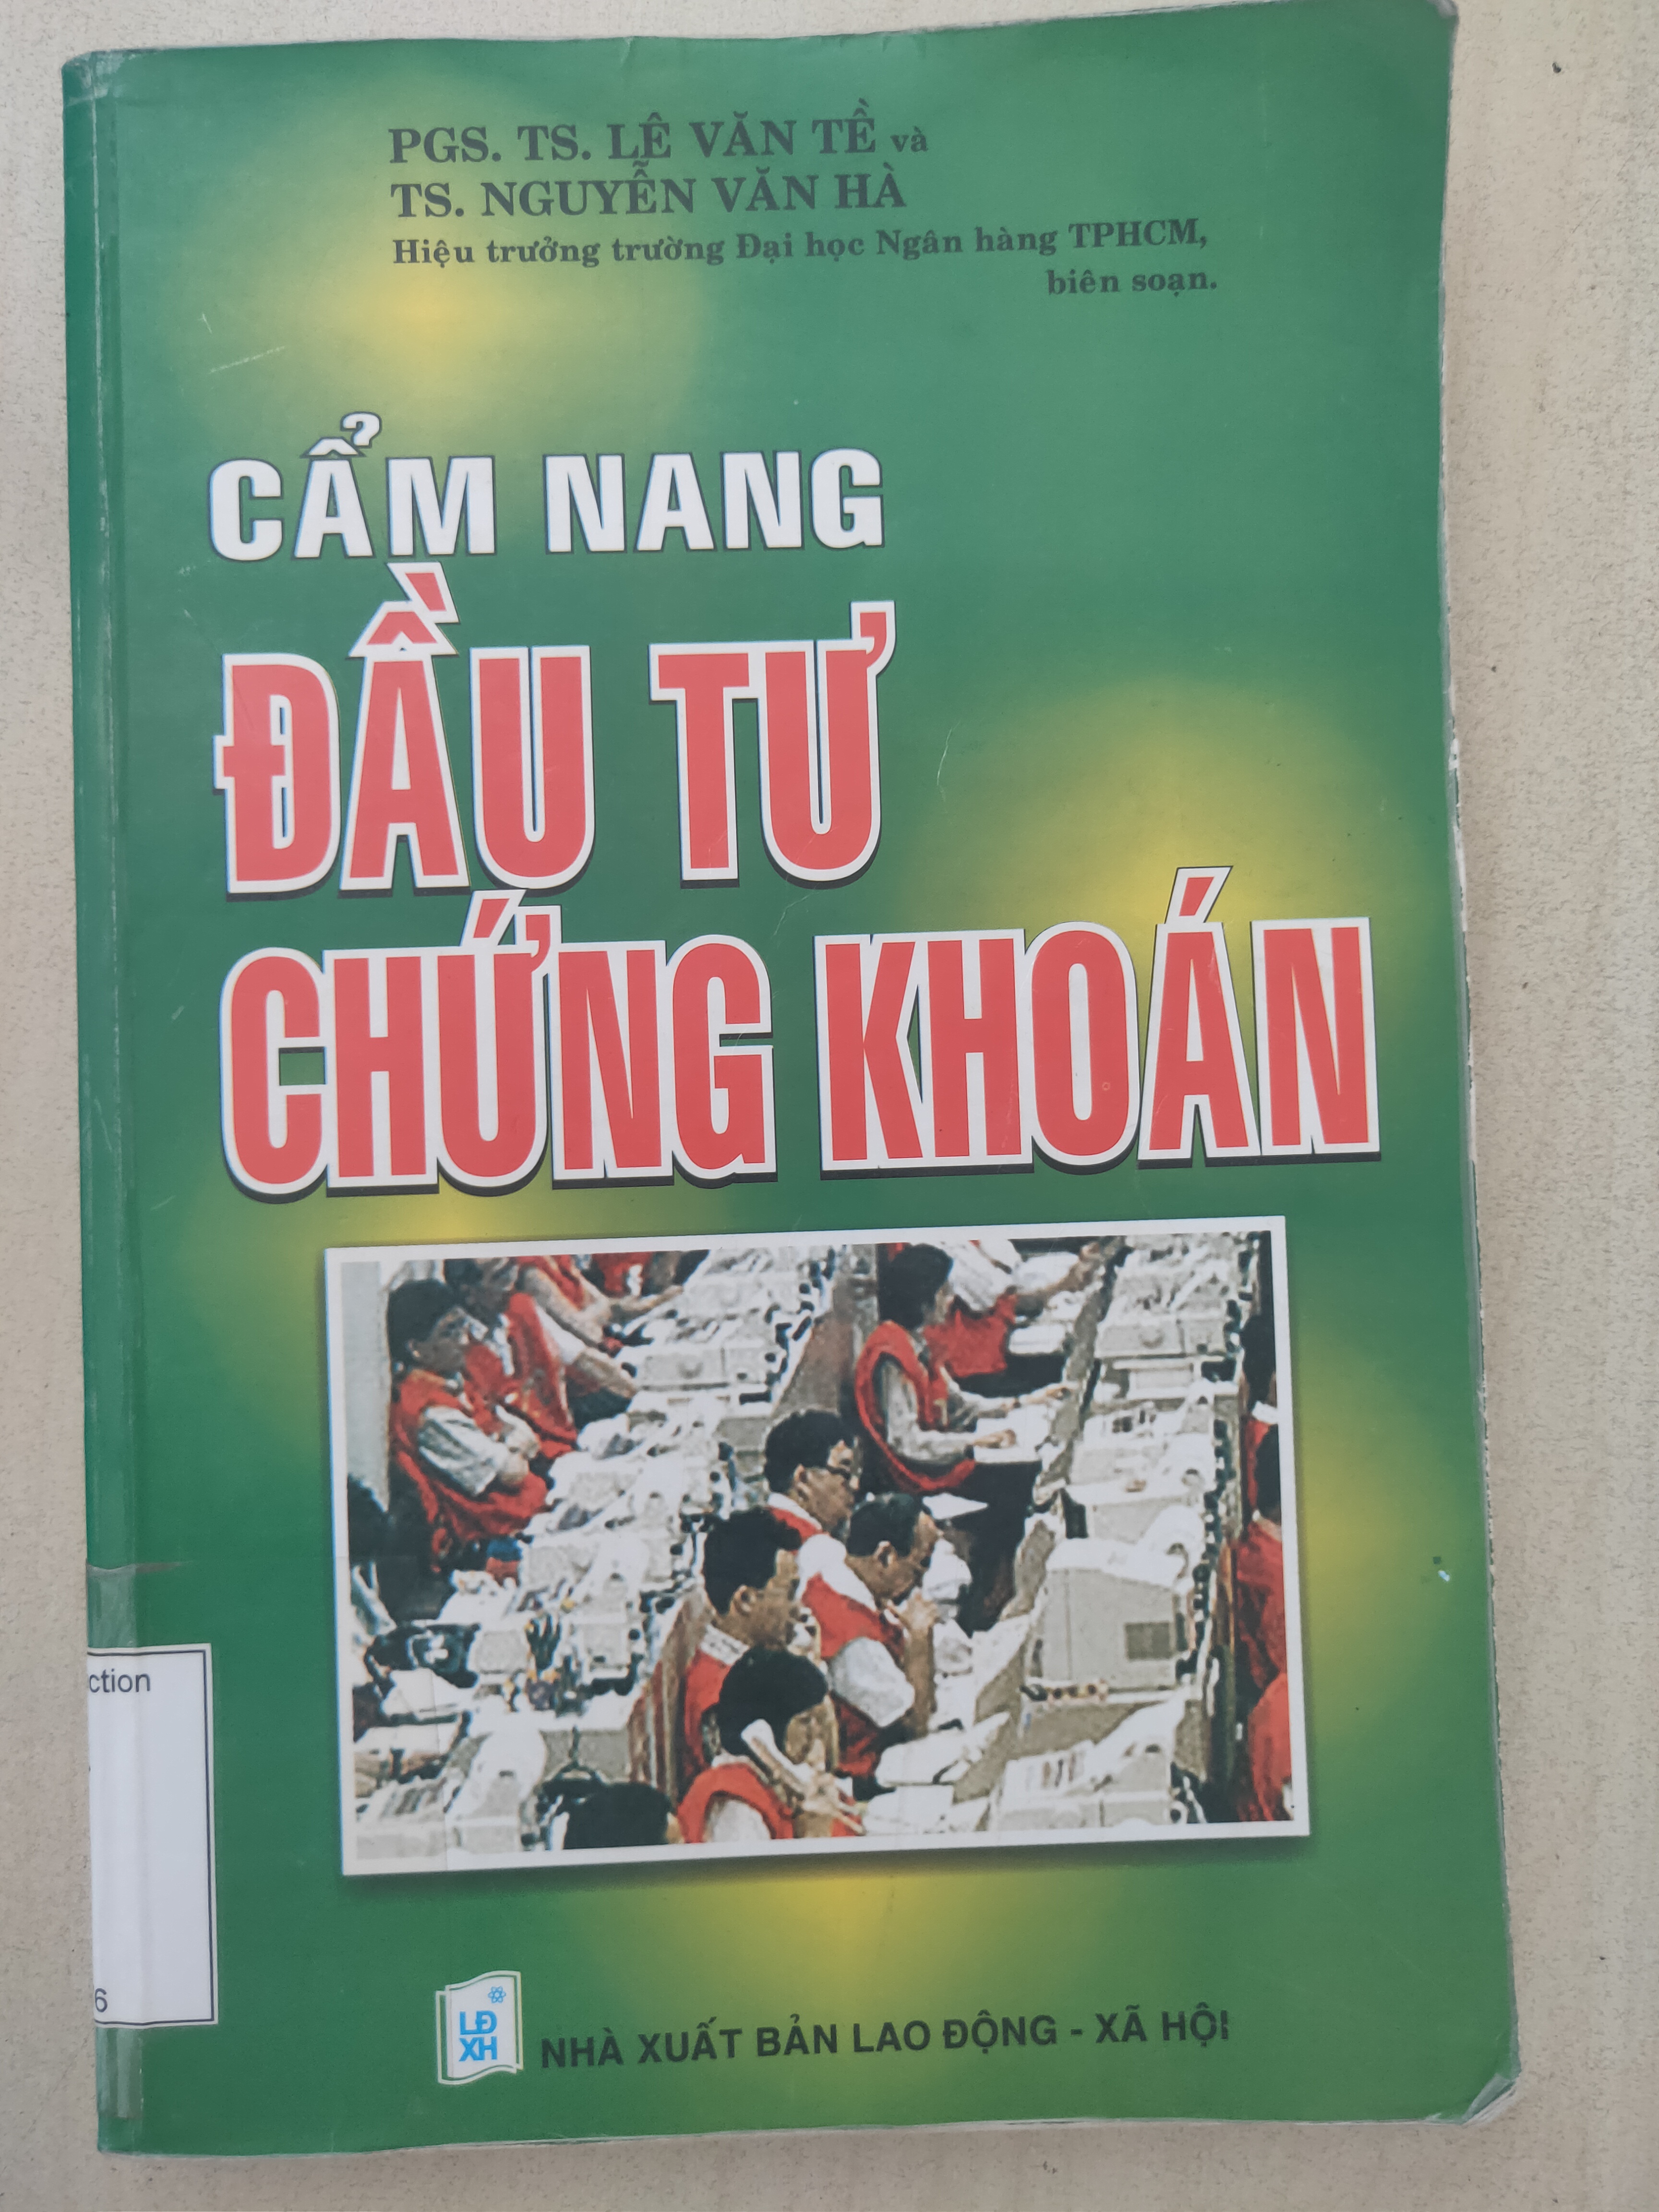 PGS. TS. LÊ VĂN TỀ và
TS. NGUYỄN VĂN HÀ
Hiệu trưởng trường Đại học Ngân hàng TPHCM,
biên soạn.
CẨM NANG
ĐẦU TƯ
CHỨNG KHOÁN
ction
6
LĐ
XH
NHÀ XUẤT BẢN LAO ĐỘNG - XÃ HỘI